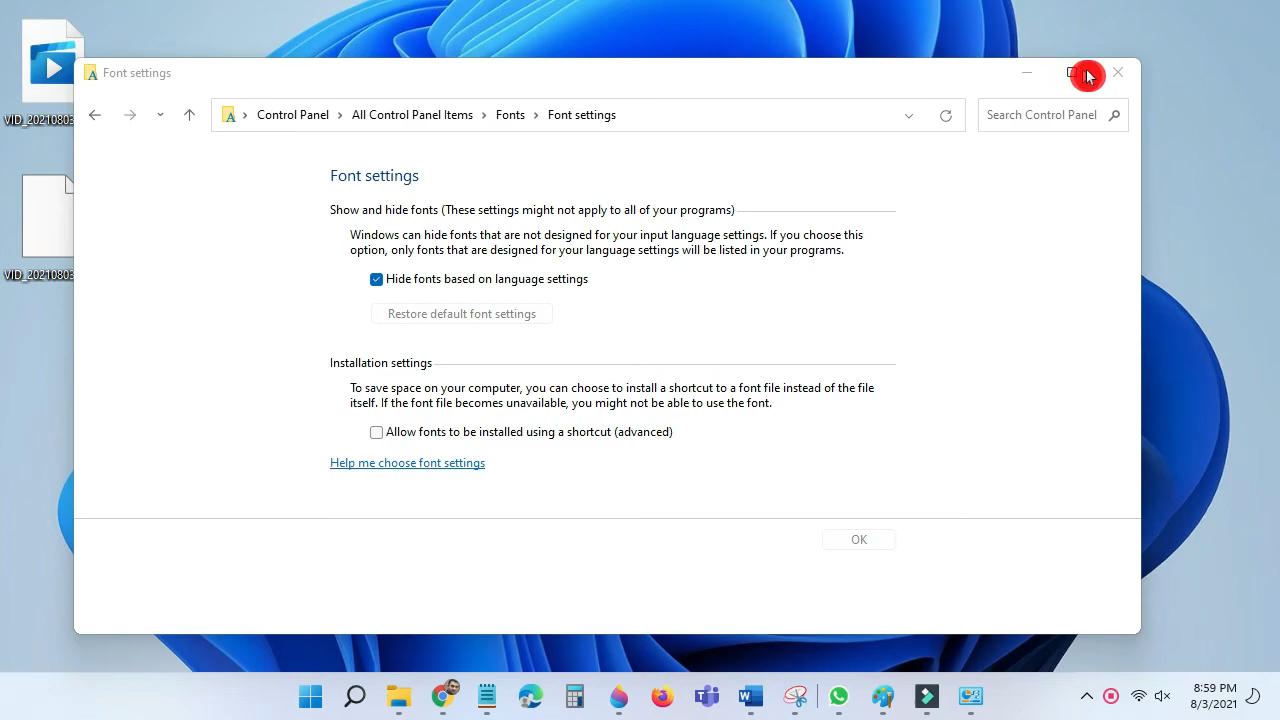 Font settings
Control Panel > All Control Panel Items > Fonts > Font settings
Search Control Panel
VID_2021080
VID_2021080
Font settings
Show and hide fonts (These settings might not apply to all of your programs)
Windows can hide fonts that are not designed for your input language settings. If you choose this
option, only fonts that are designed for your language settings will be listed in your programs.
Hide fonts based on language settings
Restore default font settings
Installation settings
To save space on your computer, you can choose to install a shortcut to a font file instead of the file
itself. If the font file becomes unavailable, you might not be able to use the font.
Allow fonts to be installed using a shortcut (advanced)
Help me choose font settings
OK
8:59 PM
8/3/2021